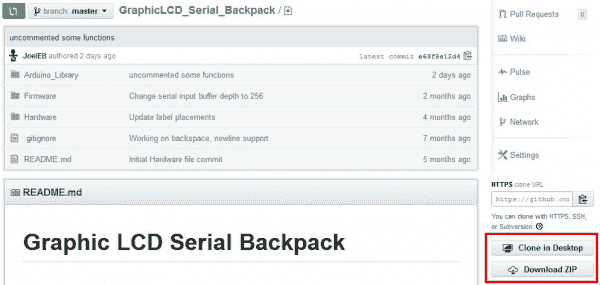 branch: master GraphicLCD_Serial_Backpack /
uncommented some functions
JoelEB authored 2 days ago latest commit e63f8e12d4
Arduino_Library uncommented some functions 2 days ago
Firmware Change serial input buffer depth to 256 2 months ago
Hardware Update label placements 4 months ago
.gitignore Working on backspace, newline support 7 months ago
README.md Initial Hardware file commit 5 months ago
README.md
Graphic LCD Serial Backpack
Pull Requests 0
Wiki
Pulse
Graphs
Network
Settings
HTTPS clone URL
https://github.co
You can clone with HTTPS, SSH,
or Subversion.
Clone in Desktop
Download ZIP